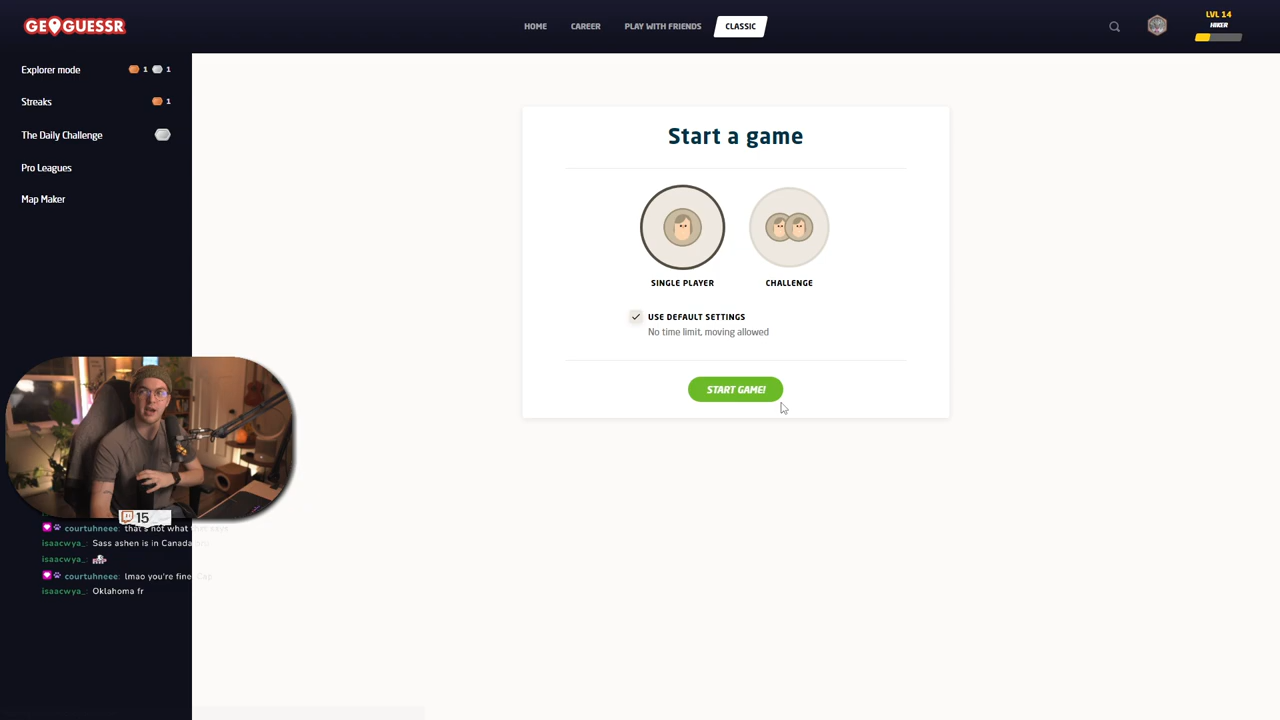 GEOGUESSR
HOME
CAREER
PLAY WITH FRIENDS
CLASSIC
LVL 14
HIKER
Explorer mode 1 1
Streaks 1
The Daily Challenge
Pro Leagues
Map Maker
Start a game
SINGLE PLAYER
CHALLENGE
USE DEFAULT SETTINGS
No time limit, moving allowed
START GAME!
15
courtuhneee: that's not what
isaacwya_: Sass ashen is in Canada
isaacwya_:
courtuhneee: lmao you're fine Cap
isaacwya_: Oklahoma fr